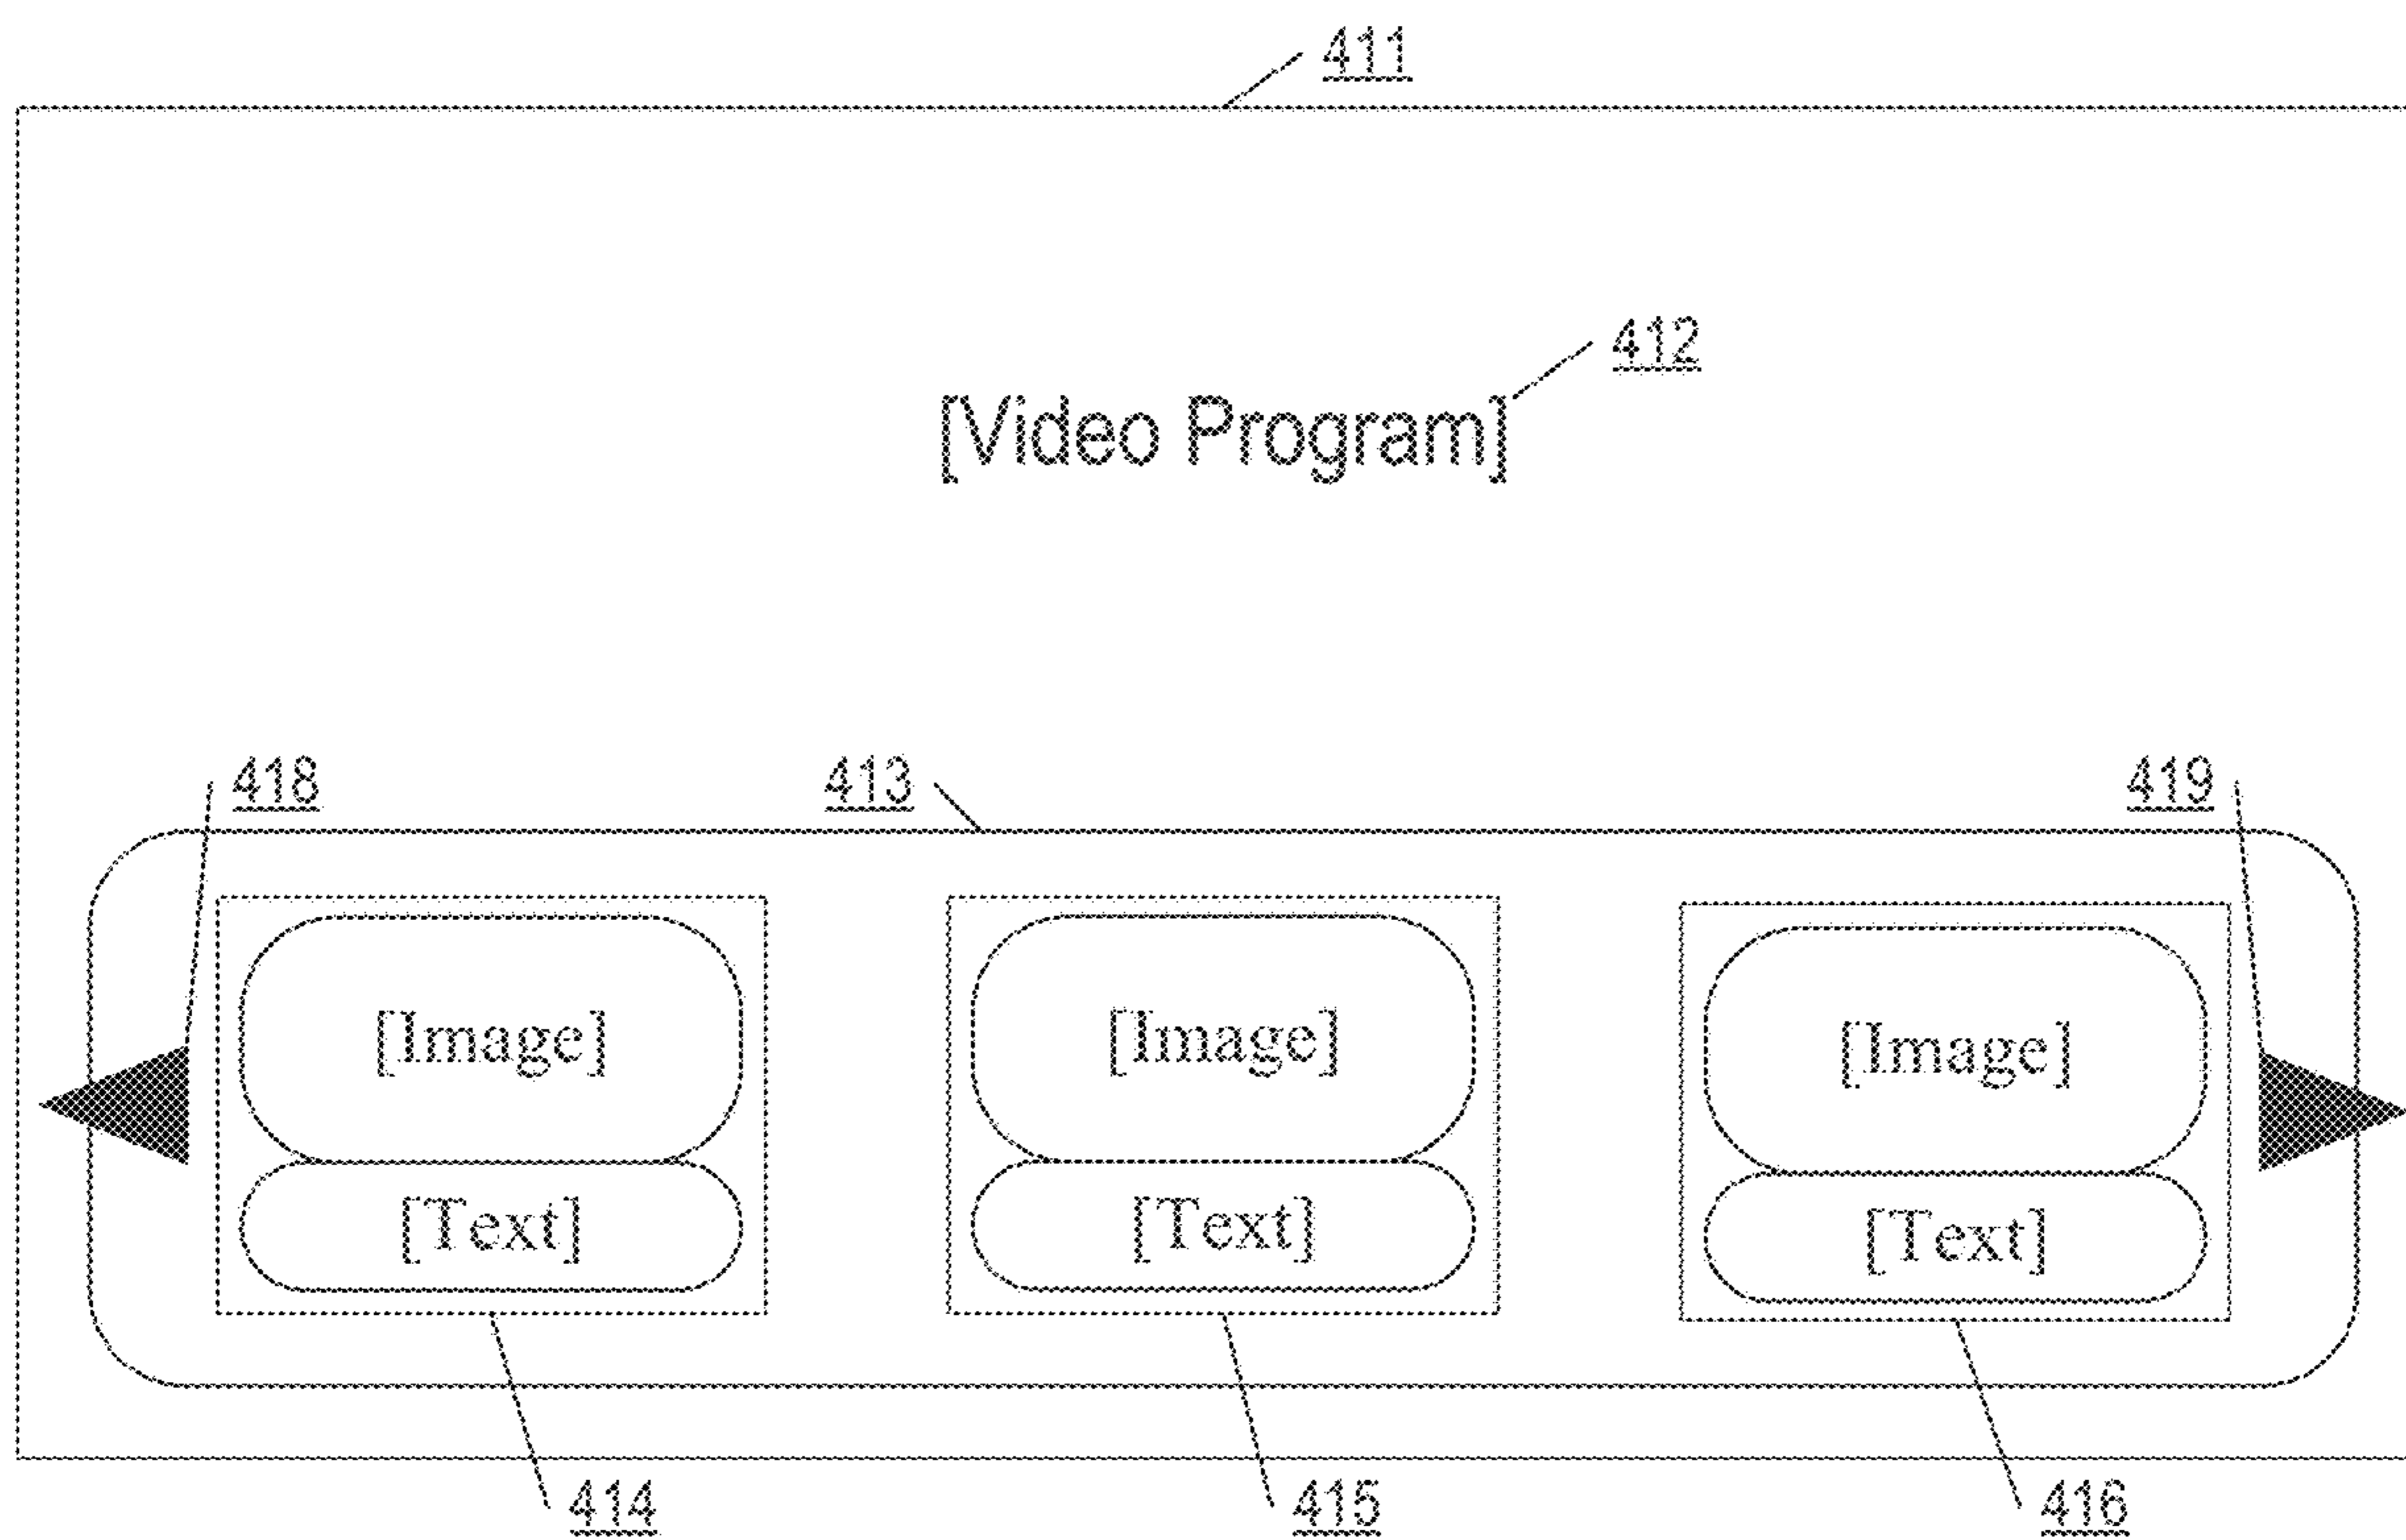 411
412
[Video Program]
418 413 419
[Image] [Image] [Image]
[Text] [Text] [Text]
414 415 416